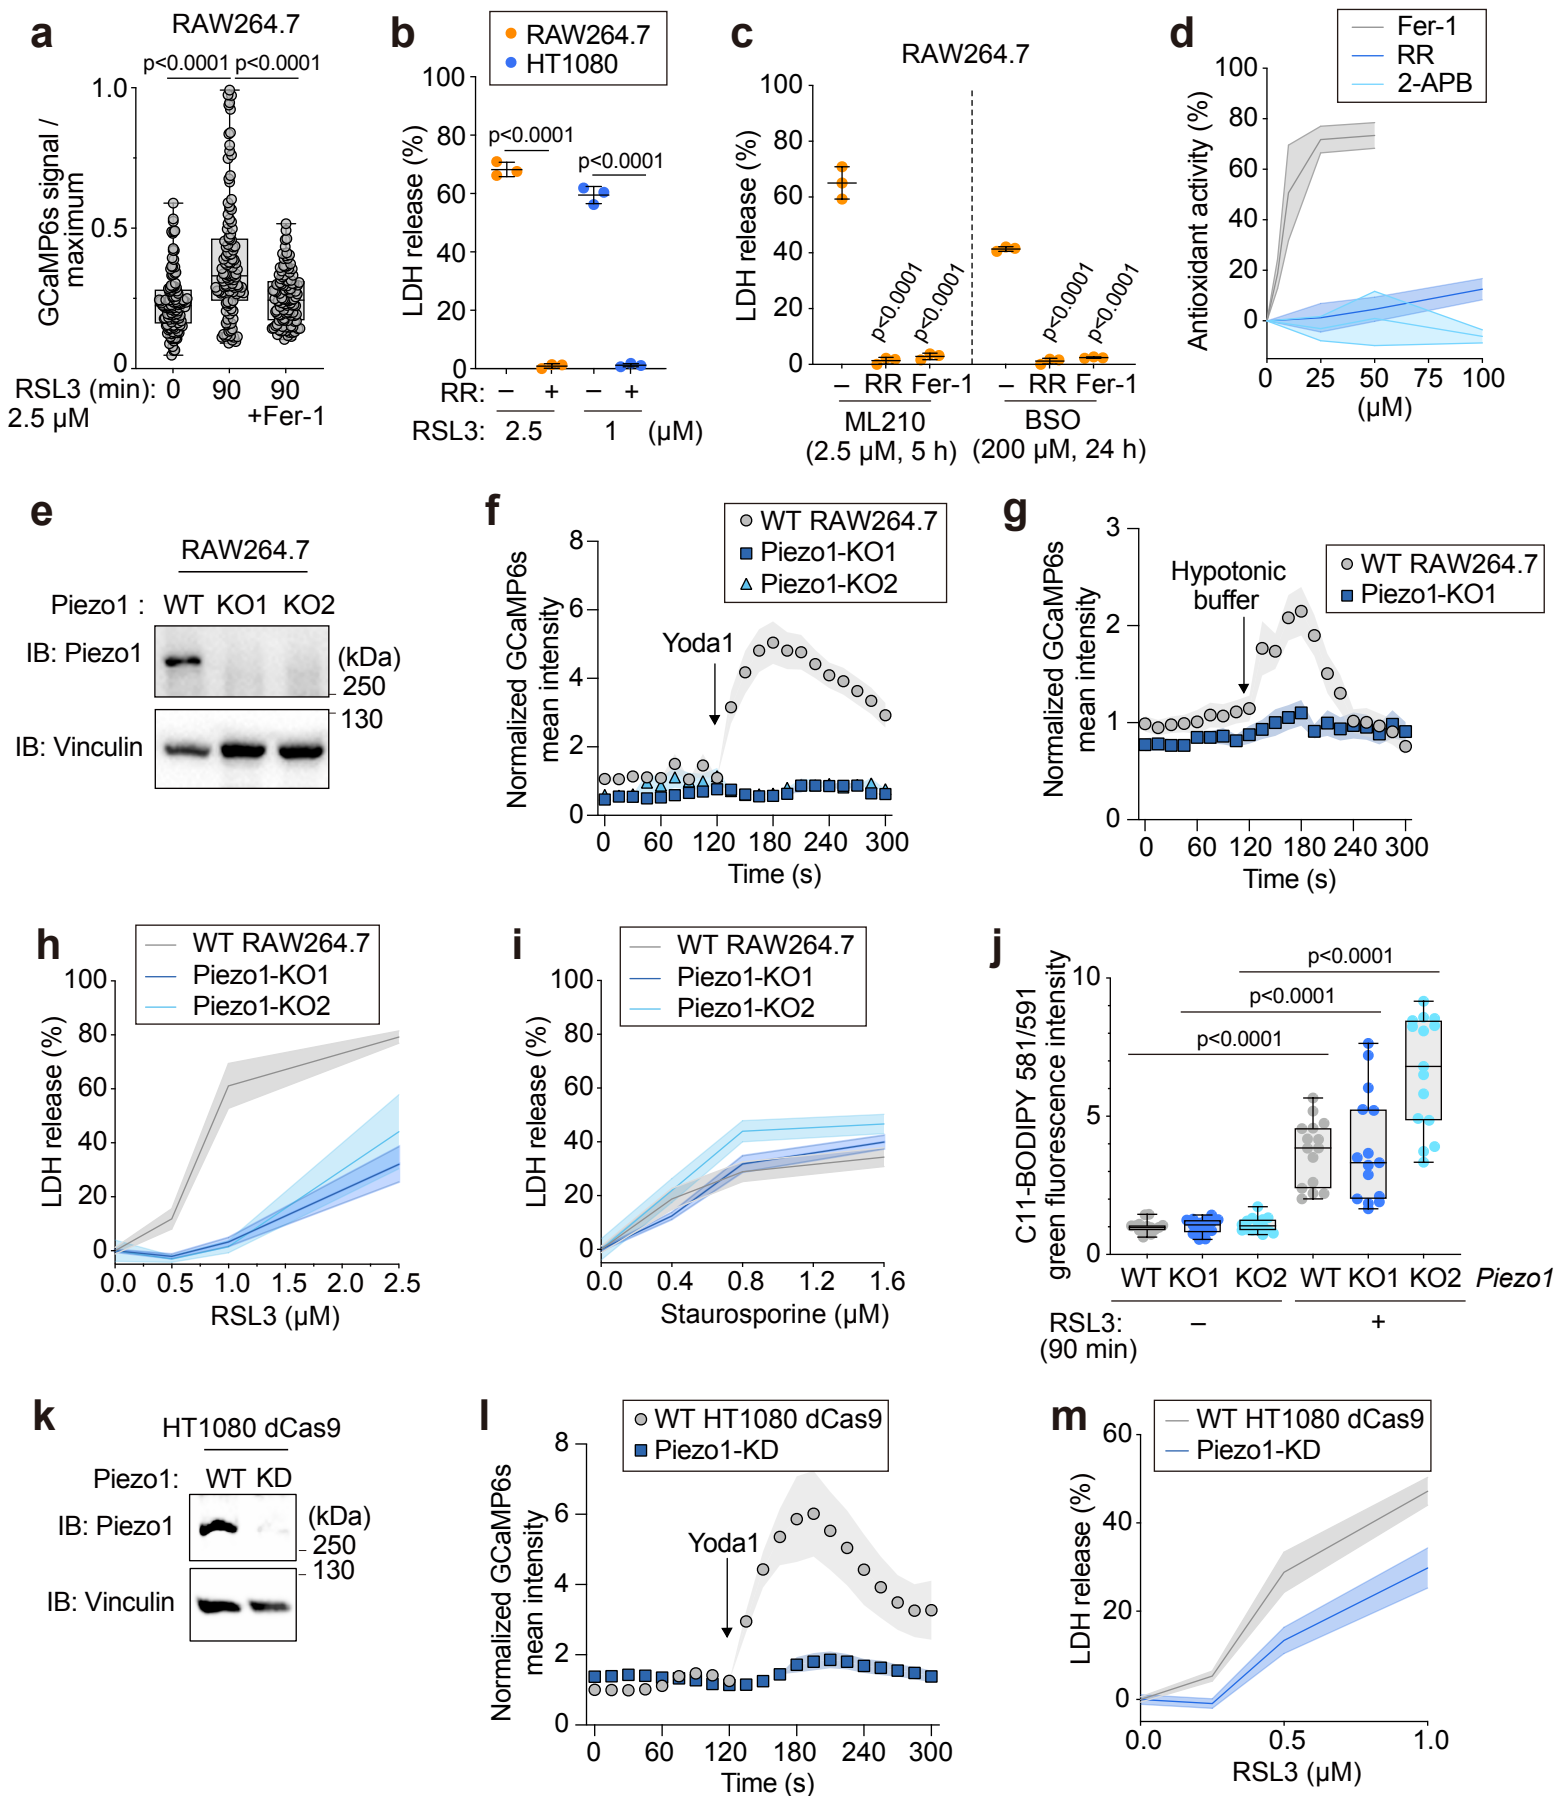 a
RAW264.7
p<0.0001 p<0.0001
GCaMP6s signal /
maximum
1.0
0.5
0
RSL3 (min): 0 90 90
2.5 µM +Fer-1
b
RAW264.7
HT1080
LDH release (%)
100
80
60
40
20
0
p<0.0001
p<0.0001
RR: – + – +
RSL3: 2.5 1 (µM)
c
RAW264.7
LDH release (%)
100
80
60
40
20
0
p<0.0001
p<0.0001
p<0.0001
p<0.0001
– RR Fer-1 – RR Fer-1
ML210 BSO
(2.5 µM, 5 h) (200 µM, 24 h)
d
Fer-1
RR
2-APB
Antioxidant activity (%)
100
80
60
40
20
0
0 25 50 75 100
(µM)
e
RAW264.7
Piezo1 : WT KO1 KO2
IB: Piezo1
(kDa)
250
130
IB: Vinculin
f
WT RAW264.7
Piezo1-KO1
Piezo1-KO2
Normalized GCaMP6s
mean intensity
8
6
4
2
0
Yoda1
0 60 120 180 240 300
Time (s)
g
WT RAW264.7
Piezo1-KO1
Normalized GCaMP6s
mean intensity
3
2
1
0
Hypotonic
buffer
0 60 120 180 240 300
Time (s)
h
WT RAW264.7
Piezo1-KO1
Piezo1-KO2
LDH release (%)
100
80
60
40
20
0
0.0 0.5 1.0 1.5 2.0 2.5
RSL3 (µM)
i
WT RAW264.7
Piezo1-KO1
Piezo1-KO2
LDH release (%)
100
80
60
40
20
0
0.0 0.4 0.8 1.2 1.6
Staurosporine (µM)
j
C11-BODIPY 581/591
green fluorescence intensity
10
5
0
p<0.0001
p<0.0001
p<0.0001
WT KO1 KO2 WT KO1 KO2 Piezo1
RSL3: – +
(90 min)
k
HT1080 dCas9
Piezo1: WT KD
IB: Piezo1
(kDa)
250
130
IB: Vinculin
l
WT HT1080 dCas9
Piezo1-KD
Normalized GCaMP6s
mean intensity
8
6
4
2
0
Yoda1
0 60 120 180 240 300
Time (s)
m
WT HT1080 dCas9
Piezo1-KD
LDH release (%)
60
40
20
0
0.0 0.5 1.0
RSL3 (µM)